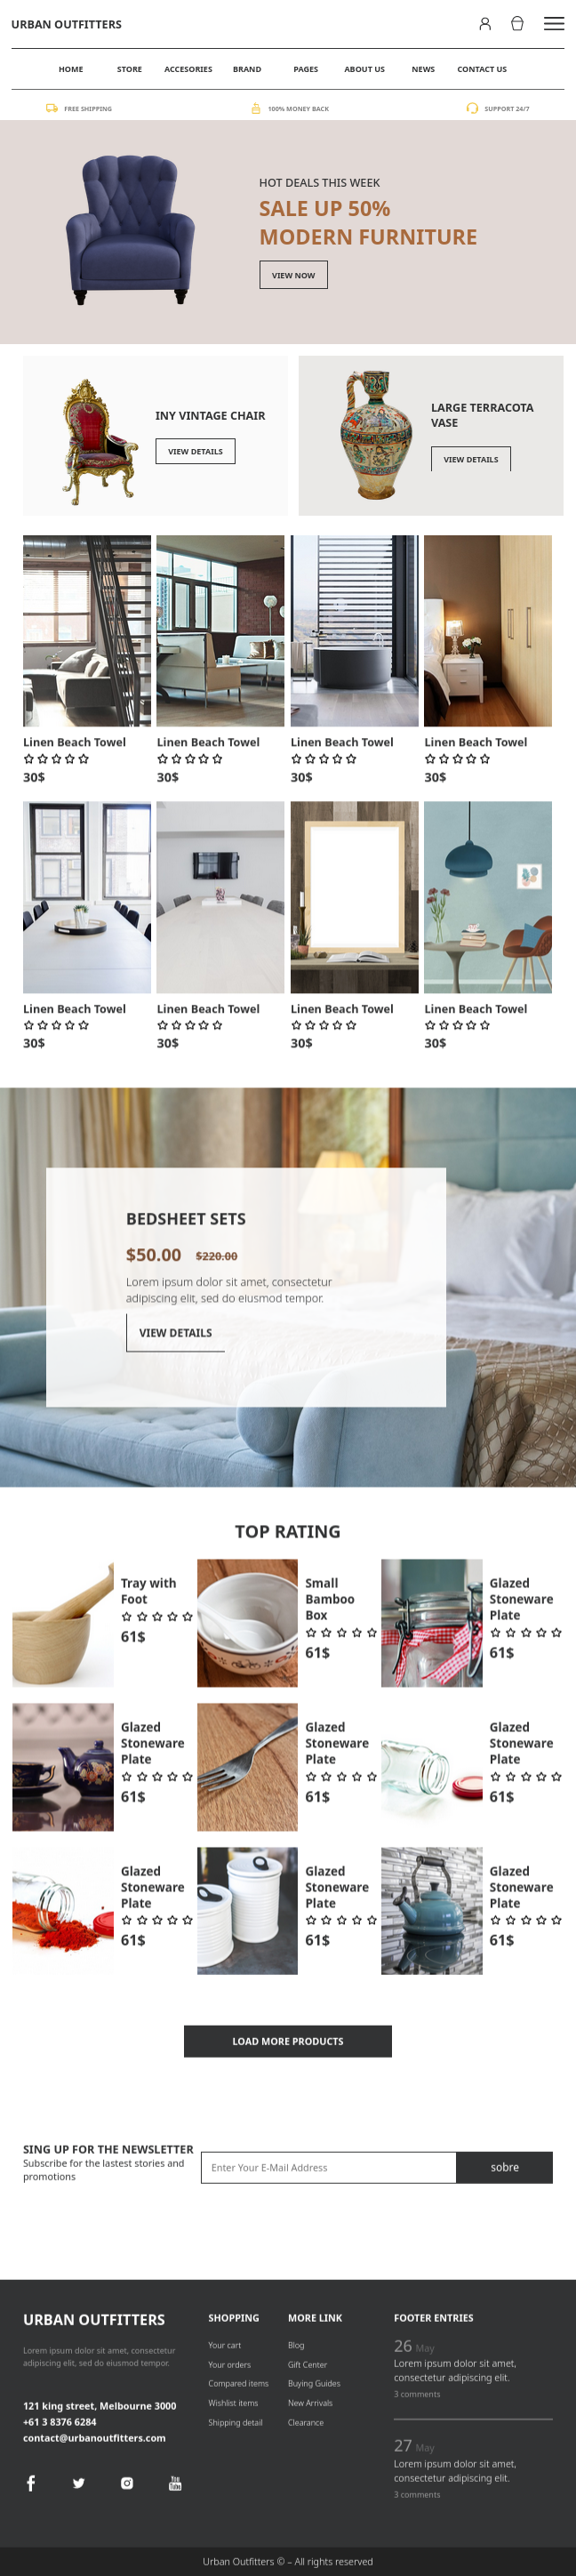 URBAN OUTFITTERS
HOME STORE ACCESORIES BRAND PAGES ABOUT US NEWS CONTACT US
FREE SHIPPING 100% MONEY BACK SUPPORT 24/7
HOT DEALS THIS WEEK
SALE UP 50%
MODERN FURNITURE
VIEW NOW
INY VINTAGE CHAIR
VIEW DETAILS
LARGE TERRACOTA
VASE
VIEW DETAILS
Linen Beach Towel Linen Beach Towel Linen Beach Towel Linen Beach Towel
30$ 30$ 30$ 30$
Linen Beach Towel Linen Beach Towel Linen Beach Towel Linen Beach Towel
30$ 30$ 30$ 30$
BEDSHEET SETS
$50.00 $220.00
Lorem ipsum dolor sit amet, consectetur
adipiscing elit, sed do eiusmod tempor.
VIEW DETAILS
TOP RATING
Tray with
Foot
61$
Small
Bamboo
Box
61$
Glazed
Stoneware
Plate
61$
Glazed
Stoneware
Plate
61$
Glazed
Stoneware
Plate
61$
Glazed
Stoneware
Plate
61$
Glazed
Stoneware
Plate
61$
Glazed
Stoneware
Plate
61$
Glazed
Stoneware
Plate
61$
LOAD MORE PRODUCTS
SING UP FOR THE NEWSLETTER
Subscribe for the lastest stories and
promotions
Enter Your E-Mail Address
sobre
URBAN OUTFITTERS
Lorem ipsum dolor sit amet, consectetur
adipiscing elit, sed do eiusmod tempor.
121 king street, Melbourne 3000
+61 3 8376 6284
contact@urbanoutfitters.com
SHOPPING
Your cart
Your orders
Compared items
Wishlist items
Shipping detail
MORE LINK
Blog
Gift Center
Buying Guides
New Arrivals
Clearance
FOOTER ENTRIES
26 May
Lorem ipsum dolor sit amet,
consectetur adipiscing elit.
3 comments
27 May
Lorem ipsum dolor sit amet,
consectetur adipiscing elit.
3 comments
Urban Outfitters © – All rights reserved